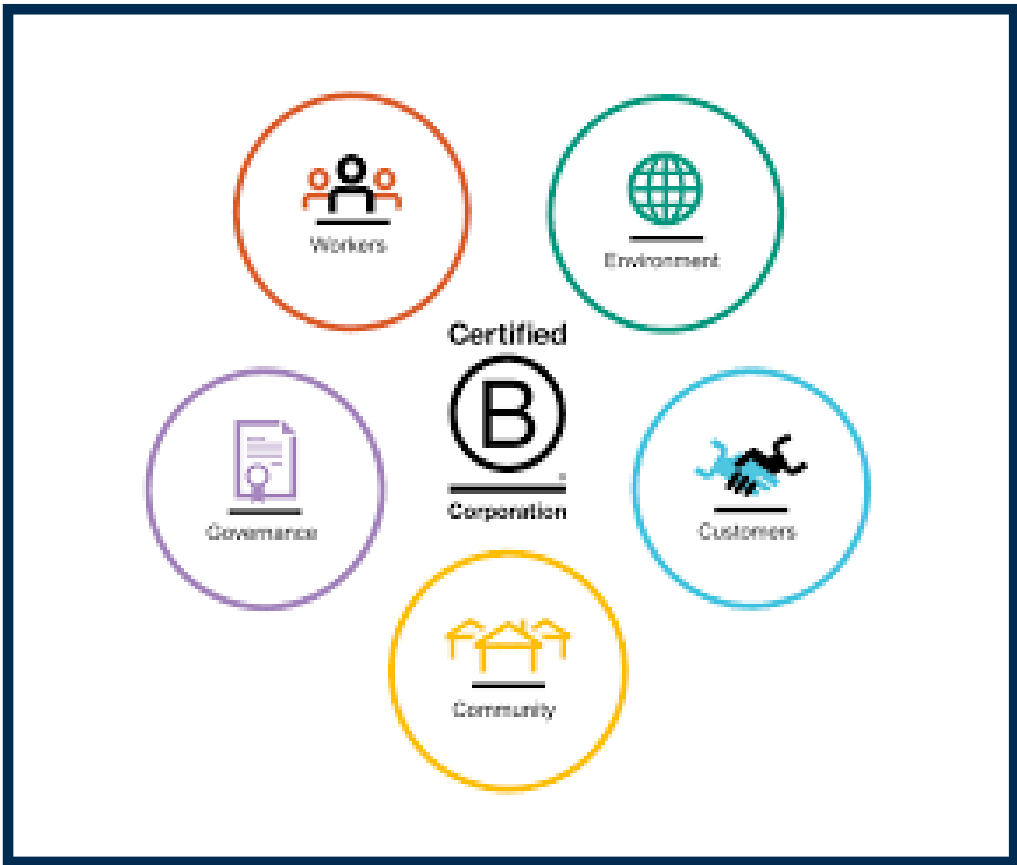 Workers
Environment
Certified
B
Corporation
Governance
Customers
Community